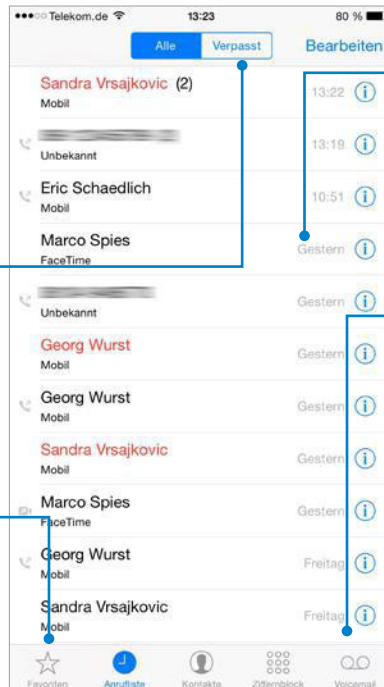 Telekom.de 13:23 80 %
Alle Verpasst Bearbeiten
Sandra Vrsajkovic (2)
Mobil
13:22
13:19
Unbekannt
Eric Schaedlich
Mobil
10:51
Marco Spies
FaceTime
Gestern
Unbekannt
Gestern
Georg Wurst
Mobil
Gestern
Georg Wurst
Mobil
Gestern
Sandra Vrsajkovic
Mobil
Gestern
Marco Spies
FaceTime
Gestern
Georg Wurst
Mobil
Freitag
Sandra Vrsajkovic
Mobil
Freitag
Favoriten Anrufliste Kontakte Ziffernblock Voicemail